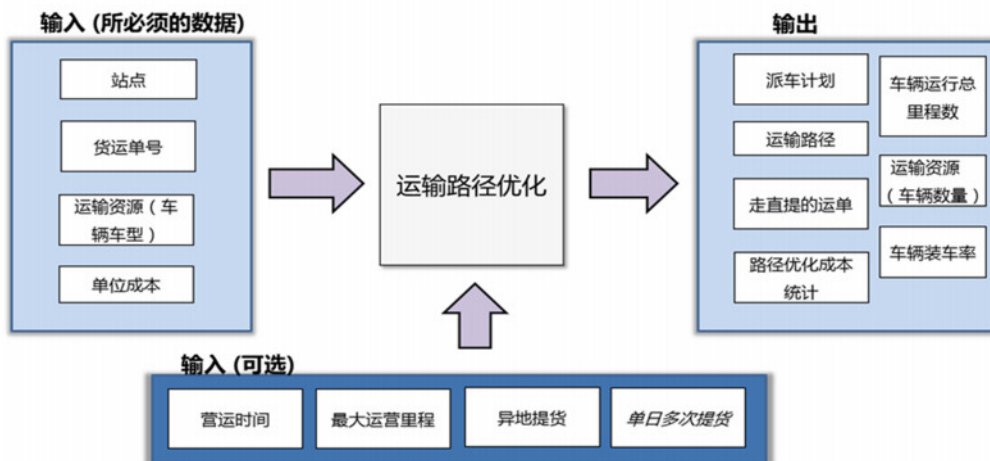 输入 (所必须的数据)
站点
货运单号
运输资源（车
辆车型）
单位成本
运输路径优化
输出
派车计划
运输路径
走直提的运单
路径优化成本
统计
车辆运行总
里程数
运输资源
（车辆数量）
车辆装车率
输入 (可选)
营运时间
最大运营里程
异地提货
单日多次提货